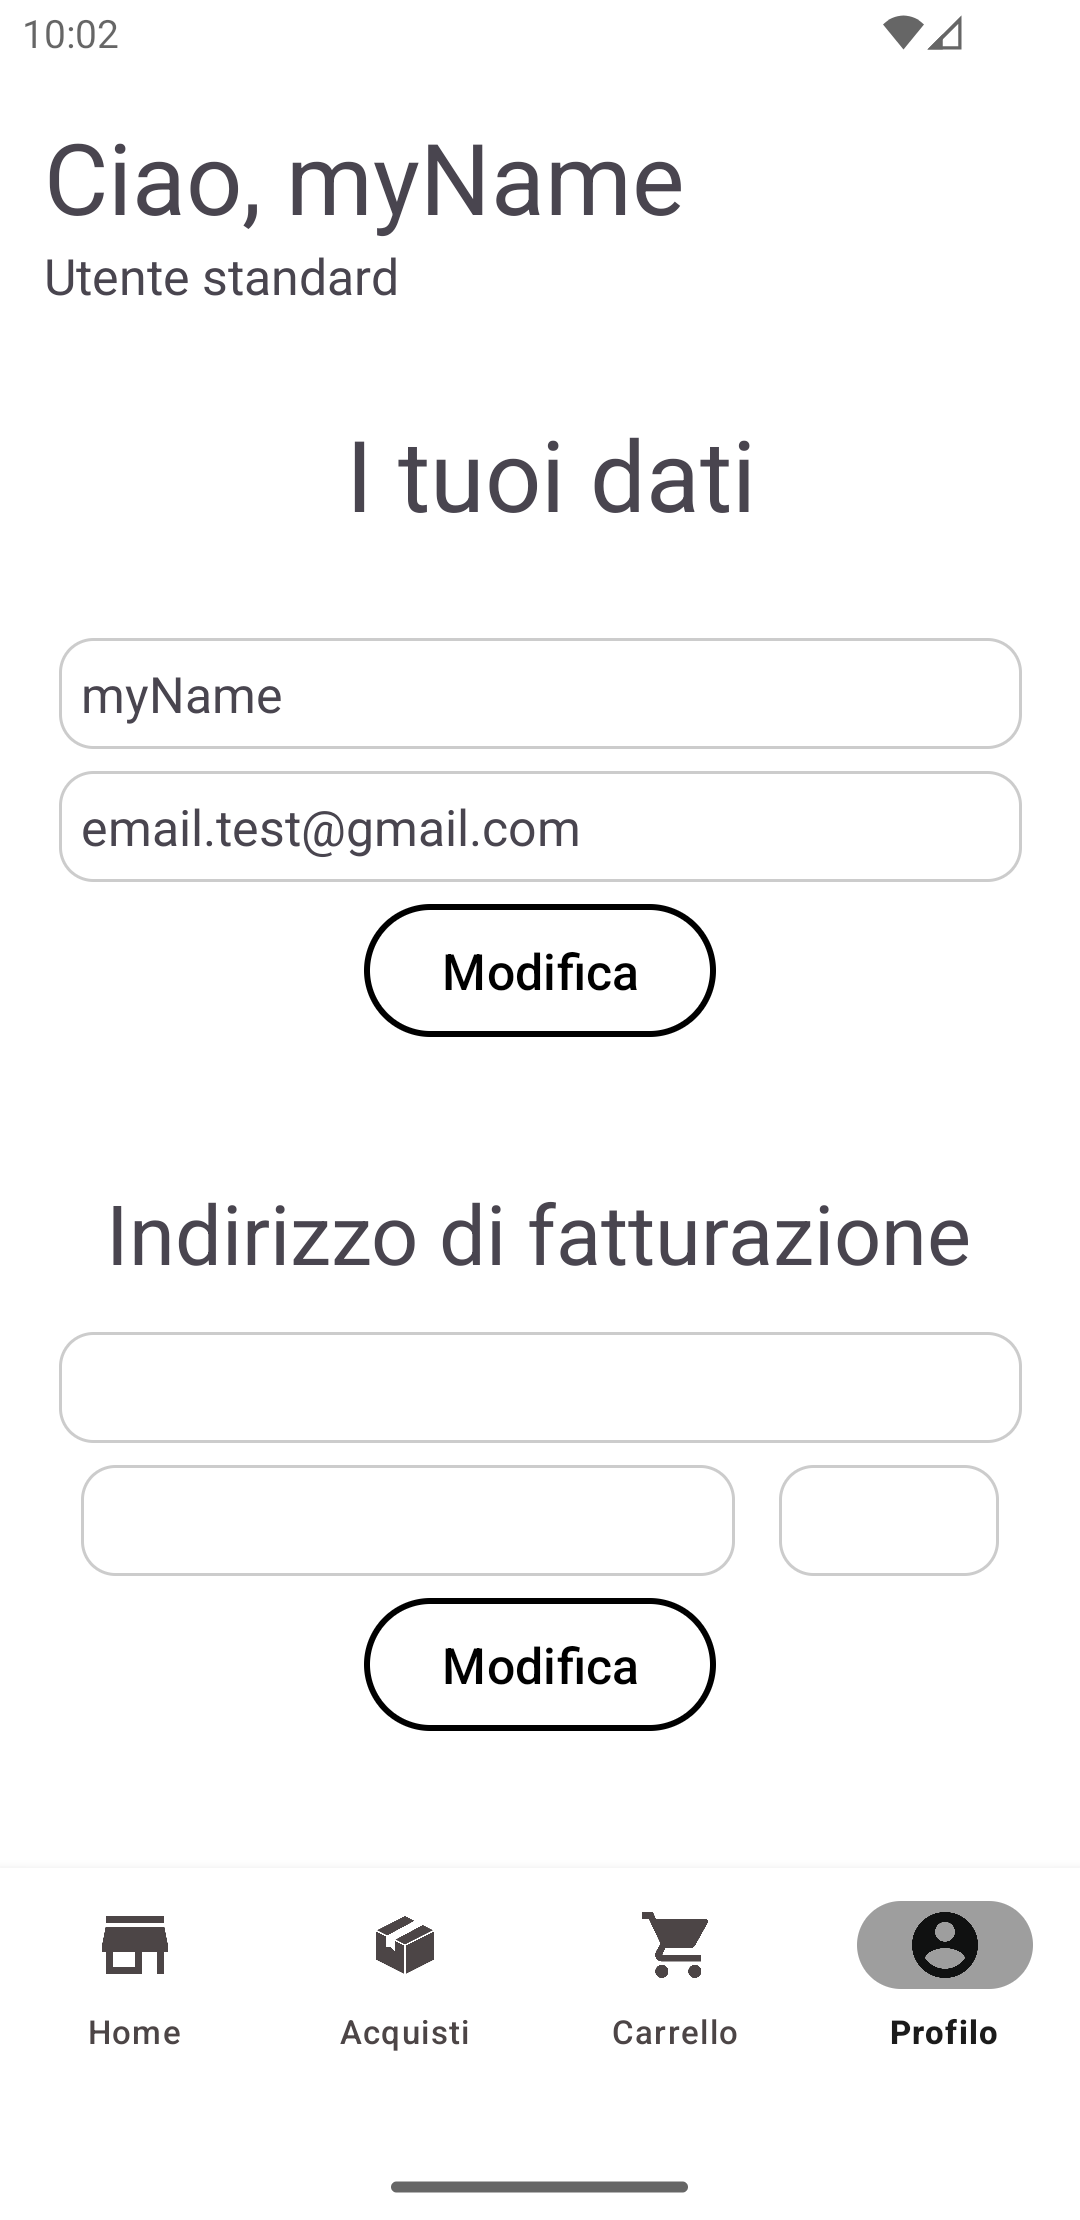 10:02
Ciao, myName
Utente standard
I tuoi dati
myName
email.test@gmail.com
Modifica
Indirizzo di fatturazione
Modifica
Home
Acquisti
Carrello
Profilo